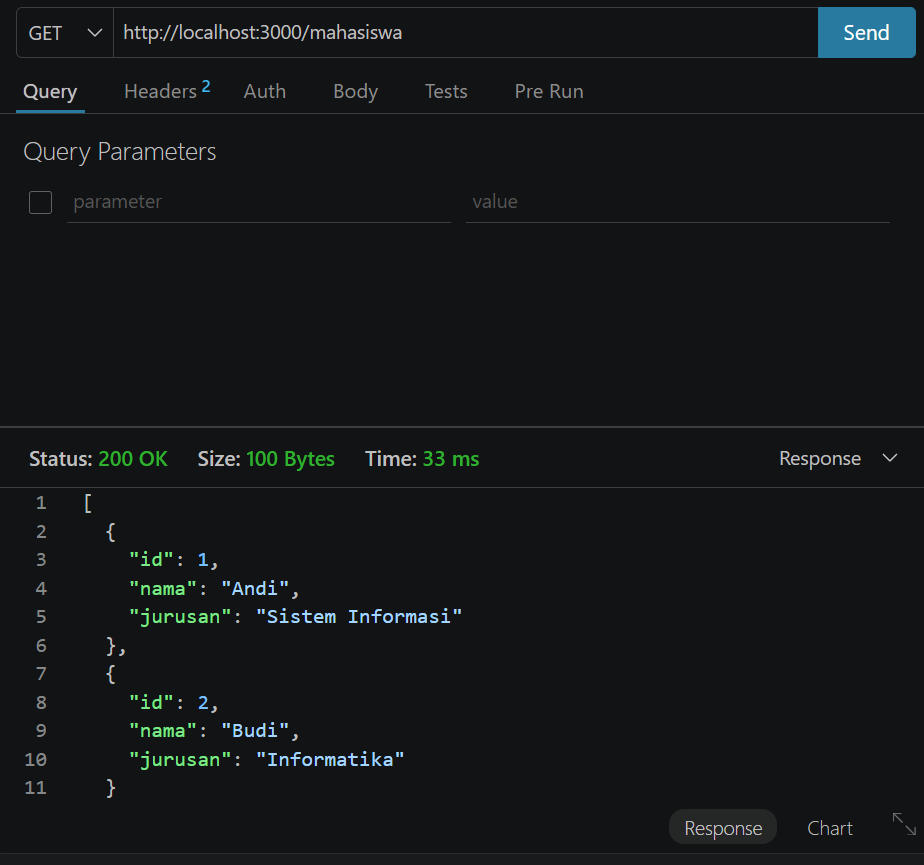 GET http://localhost:3000/mahasiswa Send
Query Headers 2 Auth Body Tests Pre Run
Query Parameters
parameter value
Status: 200 OK Size: 100 Bytes Time: 33 ms Response
1 [
2 {
3 "id": 1,
4 "nama": "Andi",
5 "jurusan": "Sistem Informasi"
6 },
7 {
8 "id": 2,
9 "nama": "Budi",
10 "jurusan": "Informatika"
11 }
Response Chart